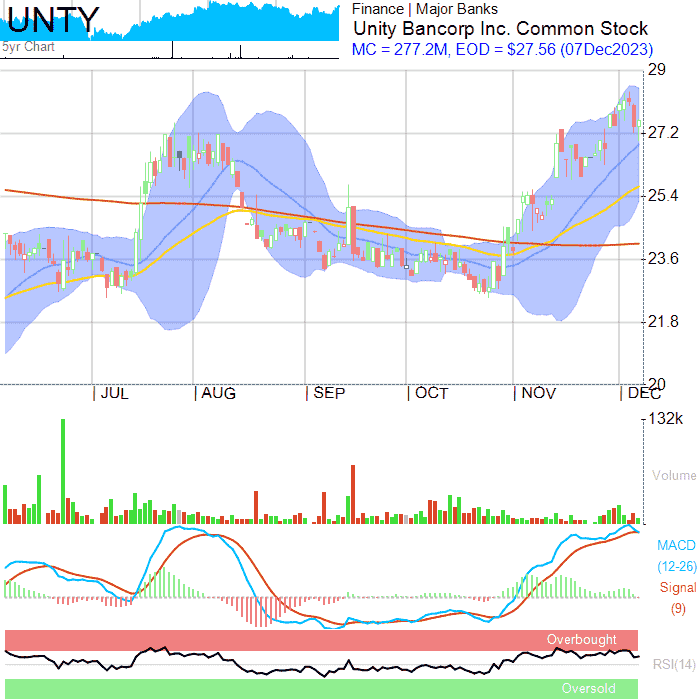 UNTY
5yr Chart
Finance | Major Banks
Unity Bancorp Inc. Common Stock
MC = 277.2M, EOD = $27.56 (07Dec2023)
29
27.2
25.4
23.6
21.8
20
JUL
AUG
SEP
OCT
NOV
DEC
132k
Volume
MACD
(12-26)
Signal
(9)
Overbought
RSI(14)
Oversold